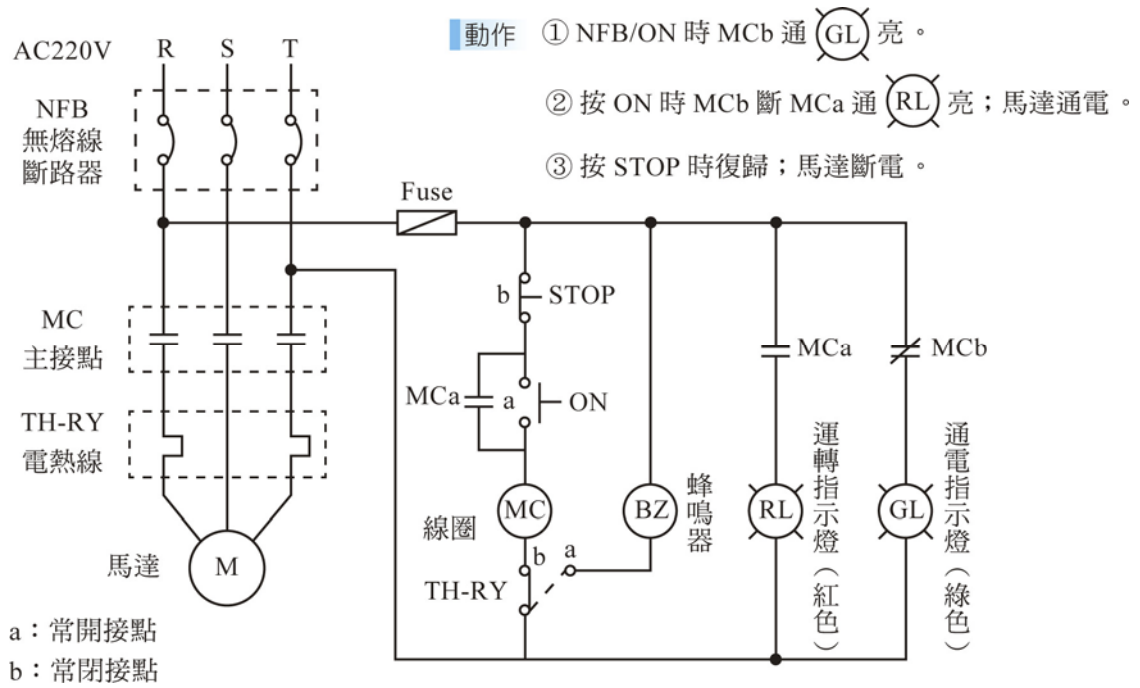 動作 ① NFB/ON 時 MCb 通 GL 亮。
② 按 ON 時 MCb 斷 MCa 通 RL 亮；馬達通電。
③ 按 STOP 時復歸；馬達斷電。
AC220V R S T
NFB
無熔線
斷路器
Fuse
MC
主接點
TH-RY
電熱線
馬達
M
a：常開接點
b：常閉接點
b STOP
MCa a ON
線圈
MC
b
a
TH-RY
BZ
蜂鳴器
MCa
RL
運轉指示燈（紅色）
MCb
GL
通電指示燈（綠色）